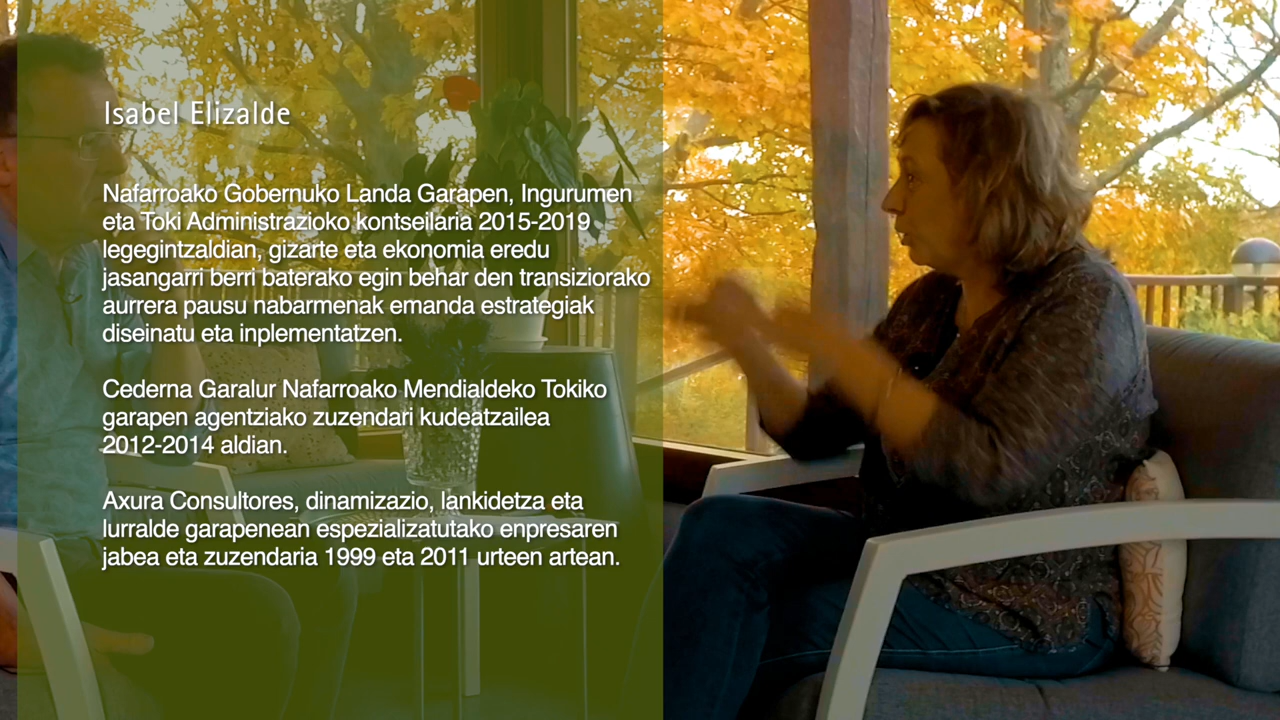 Isabel Elizalde
Nafarroako Gobernuko Landa Garapen, Ingurumen
eta Toki Administrazioko kontseilaria 2015-2019
legegintzaldian, gizarte eta ekonomia eredu
jasangarri berri baterako egin behar den transiziorako
aurrera pausu nabarmenak emanda estrategiak
diseinatu eta inplementatzen.
Cederna Garalur Nafarroako Mendialdeko Tokiko
garapen agentziako zuzendari kudeatzailea
2012-2014 aldian.
Axura Consultores, dinamizazio, lankidetza eta
lurralde garapenean espezializatutako enpresaren
jabea eta zuzendaria 1999 eta 2011 urteen artean.